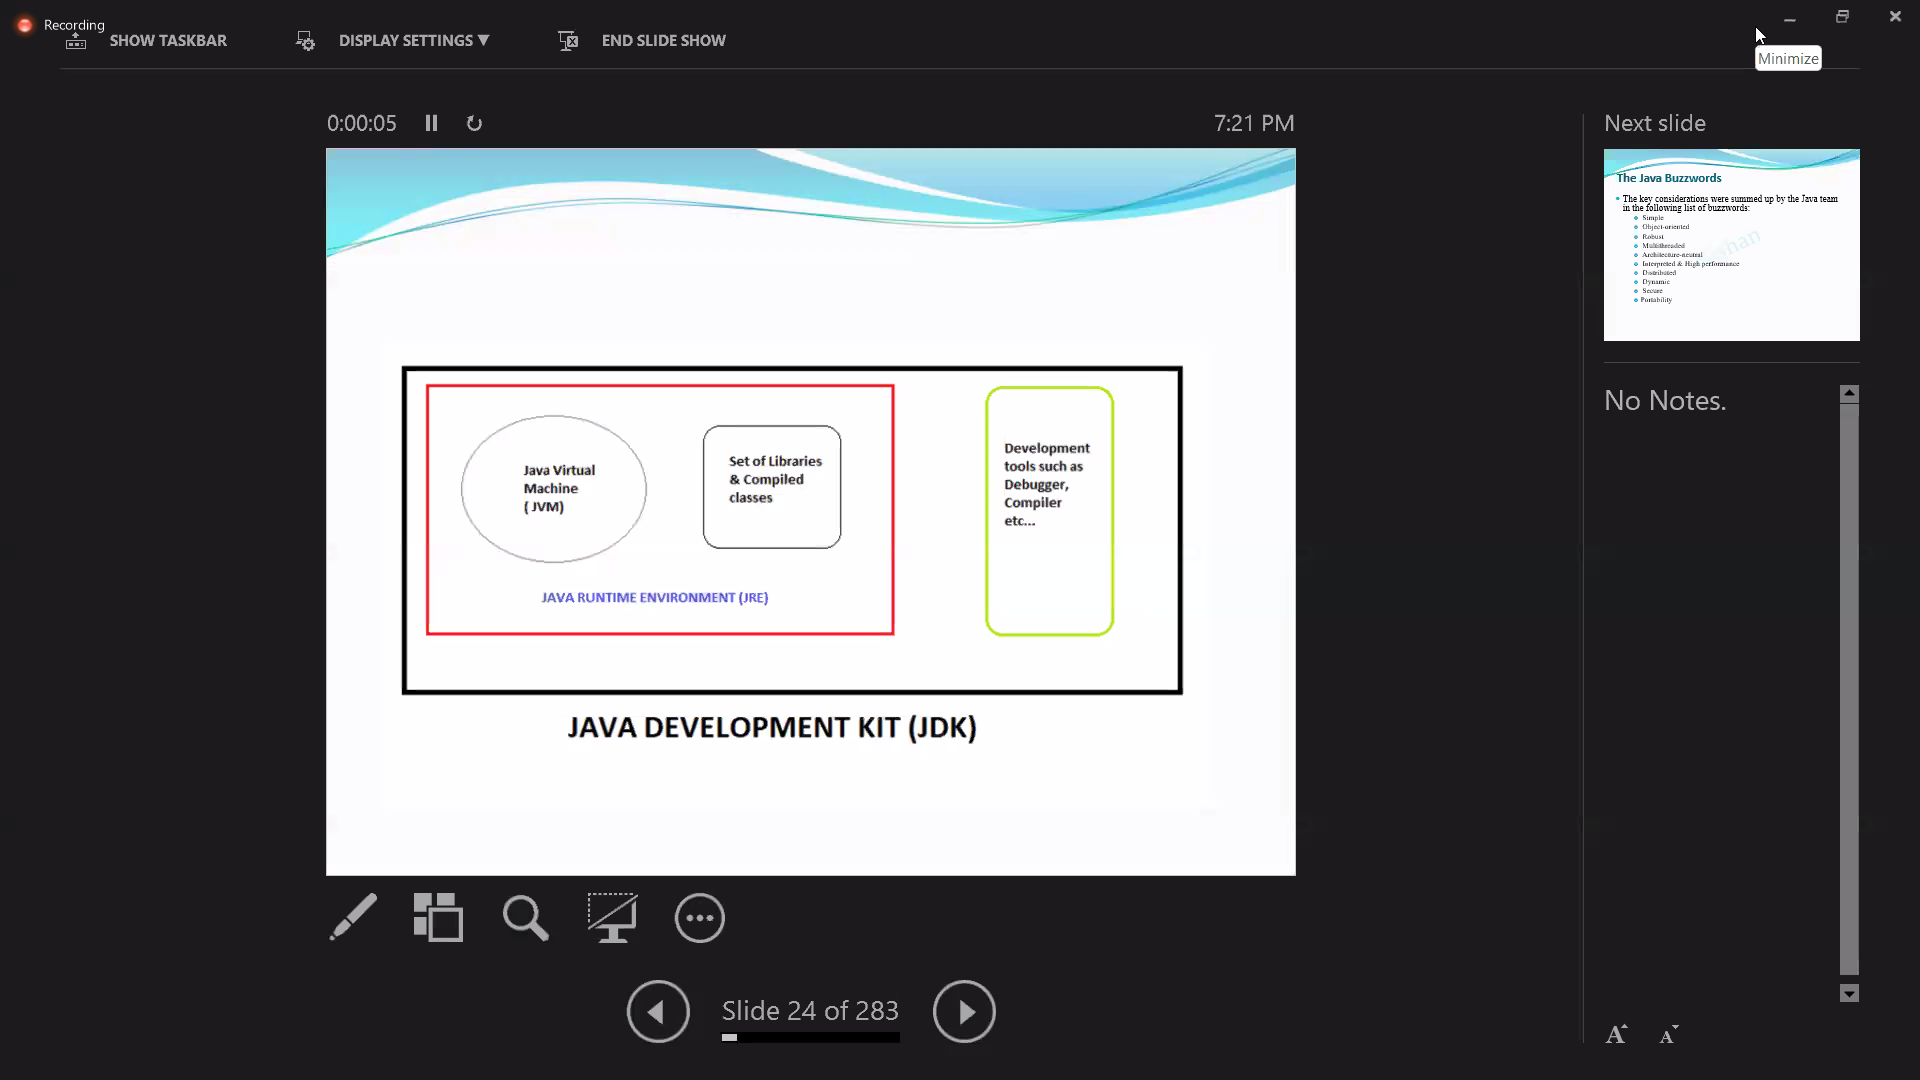 Recording
SHOW TASKBAR
DISPLAY SETTINGS ▼
END SLIDE SHOW
Minimize
0:00:05
7:21 PM
Java Virtual
Machine
( JVM)
Set of Libraries
& Compiled
classes
JAVA RUNTIME ENVIRONMENT (JRE)
Development
tools such as
Debugger,
Compiler
etc...
JAVA DEVELOPMENT KIT (JDK)
Slide 24 of 283
Next slide
The Java Buzzwords
• The key considerations were summed up by the Java team
in the following list of buzzwords:
Simple
Object-oriented
Robust
Multithreaded
Architecture-neutral
Interpreted & High performance
Distributed
Dynamic
Secure
Portability
No Notes.
A
A